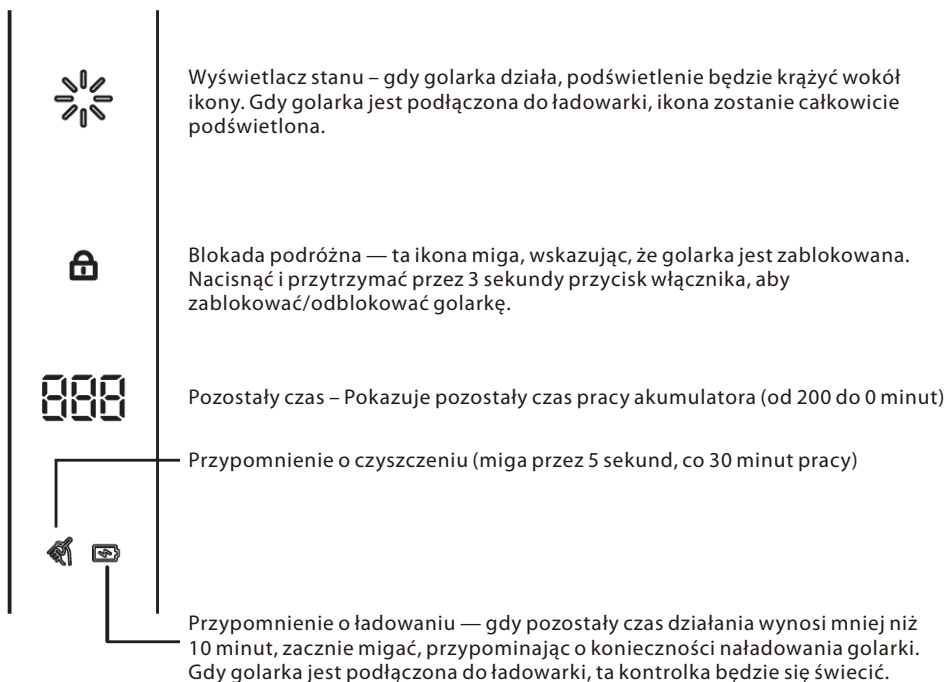 Wyświetlacz stanu – gdy golarka działa, podświetlenie będzie krążyć wokół
ikony. Gdy golarka jest podłączona do ładowarki, ikona zostanie całkowicie
podświetlona.
Blokada podróżna — ta ikona miga, wskazując, że golarka jest zablokowana.
Nacisnąć i przytrzymać przez 3 sekundy przycisk włącznika, aby
zablokować/odblokować golarkę.
888
Pozostały czas – Pokazuje pozostały czas pracy akumulatora (od 200 do 0 minut)
Przypomnienie o czyszczeniu (miga przez 5 sekund, co 30 minut pracy)
Przypomnienie o ładowaniu — gdy pozostały czas działania wynosi mniej niż
10 minut, zacznie migać, przypominając o konieczności naładowania golarki.
Gdy golarka jest podłączona do ładowarki, ta kontrolka będzie się świecić.